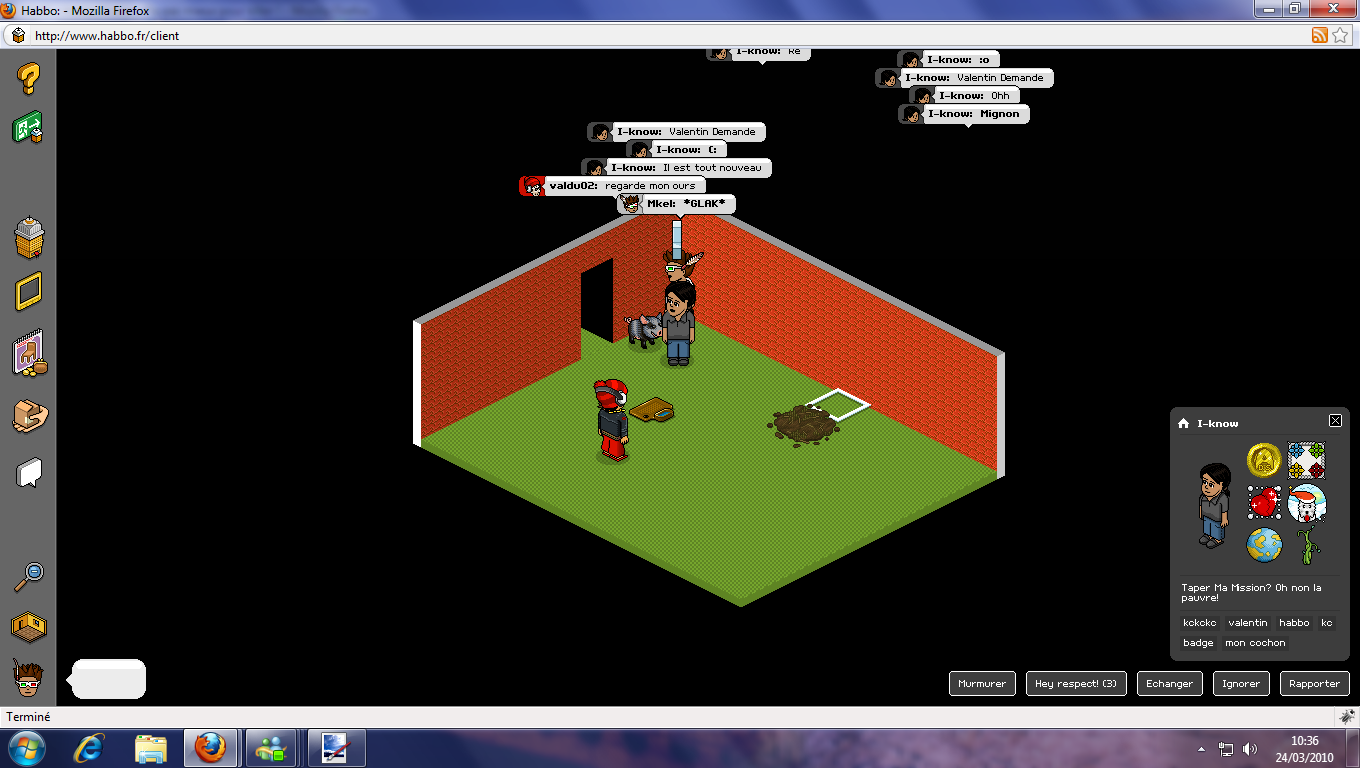 Habbo: - Mozilla Firefox
http://www.habbo.fr/client
I-know: Re
I-know: :o
I-know: Valentin Demande
I-know: Ohh
I-know: Mignon
I-know: Valentin Demande
I-know: (:
I-know: Il est tout nouveau
valdu02: regarde mon ours
Mkel: *GLAK*
I-know
Taper Ma Mission? Oh non la
pauvre!
kckckc valentin habbo kc
badge mon cochon
Murmurer Hey respect! (3) Echanger Ignorer Rapporter
Terminé
10:36
24/03/2010